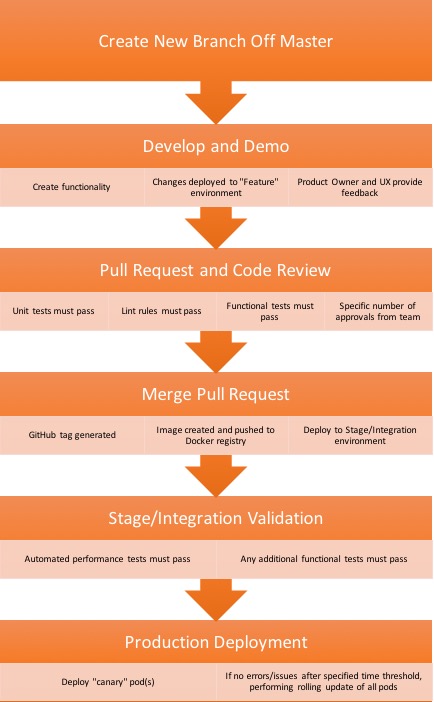 Create New Branch Off Master
Develop and Demo
Create functionality
Changes deployed to "Feature"
environment
Product Owner and UX provide
feedback
Pull Request and Code Review
Unit tests must pass
Lint rules must pass
Functional tests must
pass
Specific number of
approvals from team
Merge Pull Request
GitHub tag generated
Image created and pushed to
Docker registry
Deploy to Stage/Integration
environment
Stage/Integration Validation
Automated performance tests must pass
Any additional functional tests must pass
Production Deployment
Deploy "canary" pod(s)
If no errors/issues after specified time threshold,
performing rolling update of all pods